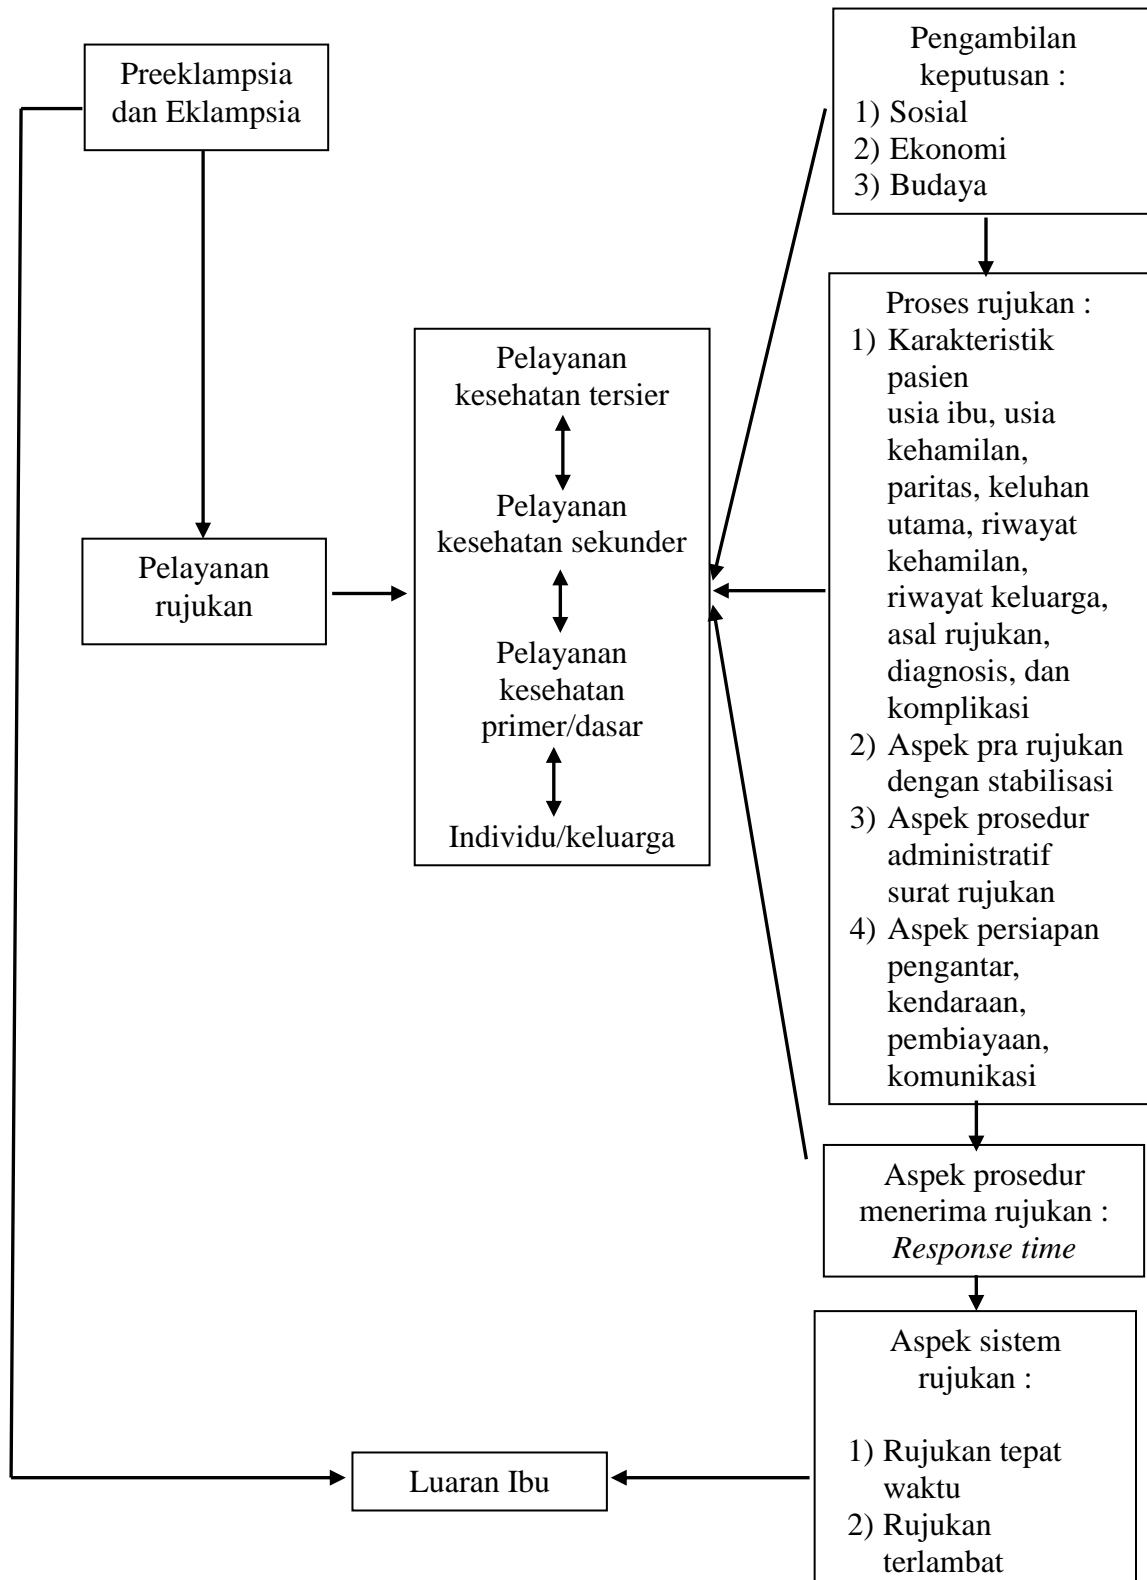 Preeklampsia
dan Eklampsia
Pelayanan
rujukan
Pelayanan
kesehatan tersier
Pelayanan
kesehatan sekunder
Pelayanan
kesehatan
primer/dasar
Individu/keluarga
Pengambilan
keputusan :
1) Sosial
2) Ekonomi
3) Budaya
Proses rujukan :
1) Karakteristik
pasien
usia ibu, usia
kehamilan,
paritas, keluhan
utama, riwayat
kehamilan,
riwayat keluarga,
asal rujukan,
diagnosis, dan
komplikasi
2) Aspek pra rujukan
dengan stabilisasi
3) Aspek prosedur
administratif
surat rujukan
4) Aspek persiapan
pengantar,
kendaraan,
pembiayaan,
komunikasi
Aspek prosedur
menerima rujukan :
Response time
Aspek sistem
rujukan :
1) Rujukan tepat
waktu
2) Rujukan
terlambat
Luaran Ibu